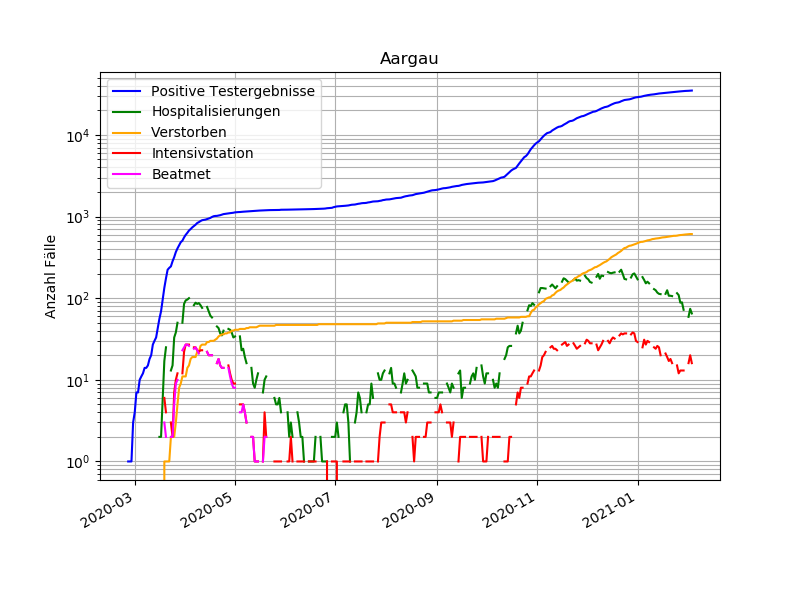 Aargau
Positive Testergebnisse
Hospitalisierungen
Verstorben
Intensivstation
Beatmet
Anzahl Fälle
10^4
10^3
10^2
10^1
10^0
2020-03
2020-05
2020-07
2020-09
2020-11
2021-01